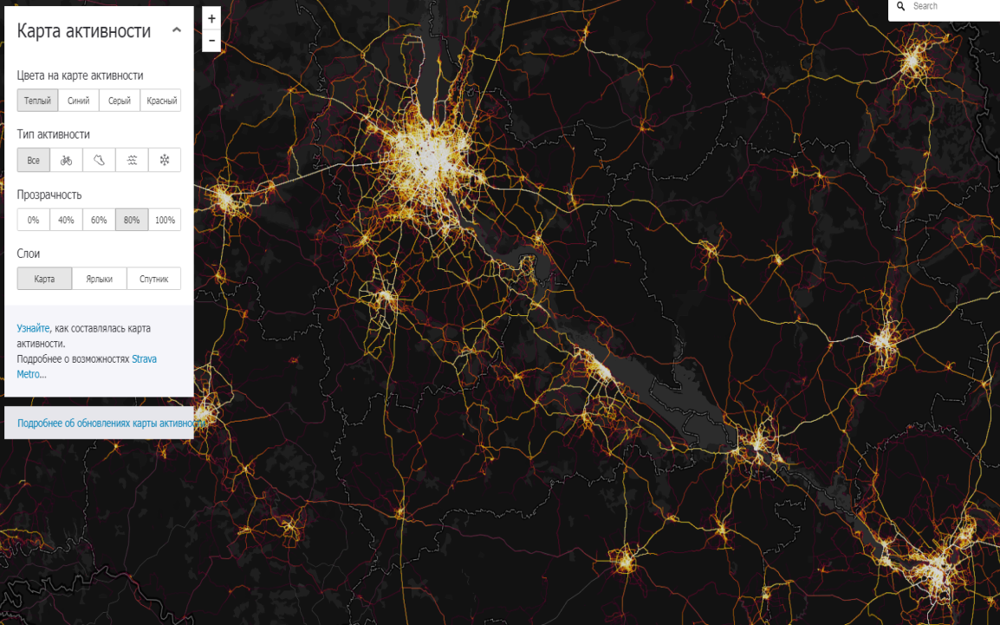 Карта активности
+
-
Search
Цвета на карте активности
Теплый Синий Серый Красный
Тип активности
Все
Прозрачность
0% 40% 60% 80% 100%
Слои
Карта Ярлыки Спутник
Узнайте, как составлялась карта
активности.
Подробнее о возможностях Strava
Metro...
Подробнее об обновлениях карты активности